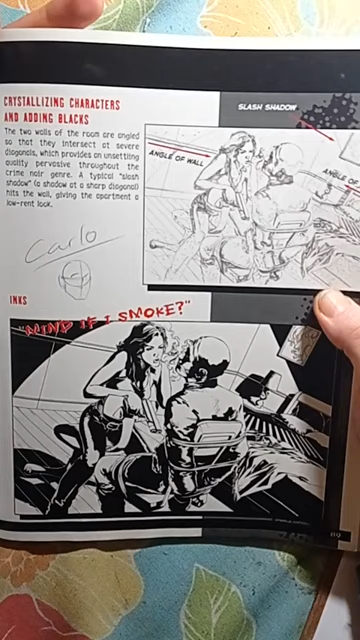 CRYSTALLIZING CHARACTERS
AND ADDING BLACKS
The two walls of the room are angled
so that they intersect at severe
diagonals, which provides an unsettling
quality pervasive throughout the
crime noir genre. A typical "slash
shadow" (a shadow at a sharp diagonal)
hits the wall, giving the apartment a
low-rent look.
SLASH SHADOW
ANGLE OF WALL
ANGLE OF
Carlo
INKS
"MIND IF I SMOKE?"